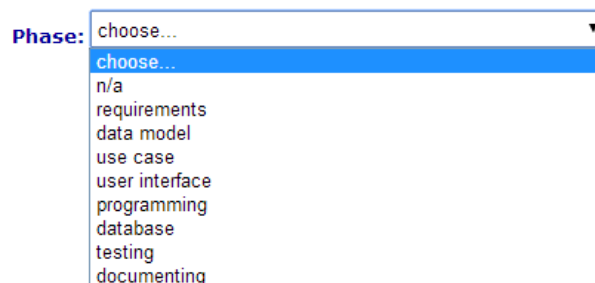 Phase: choose...
choose...
n/a
requirements
data model
use case
user interface
programming
database
testing
documenting